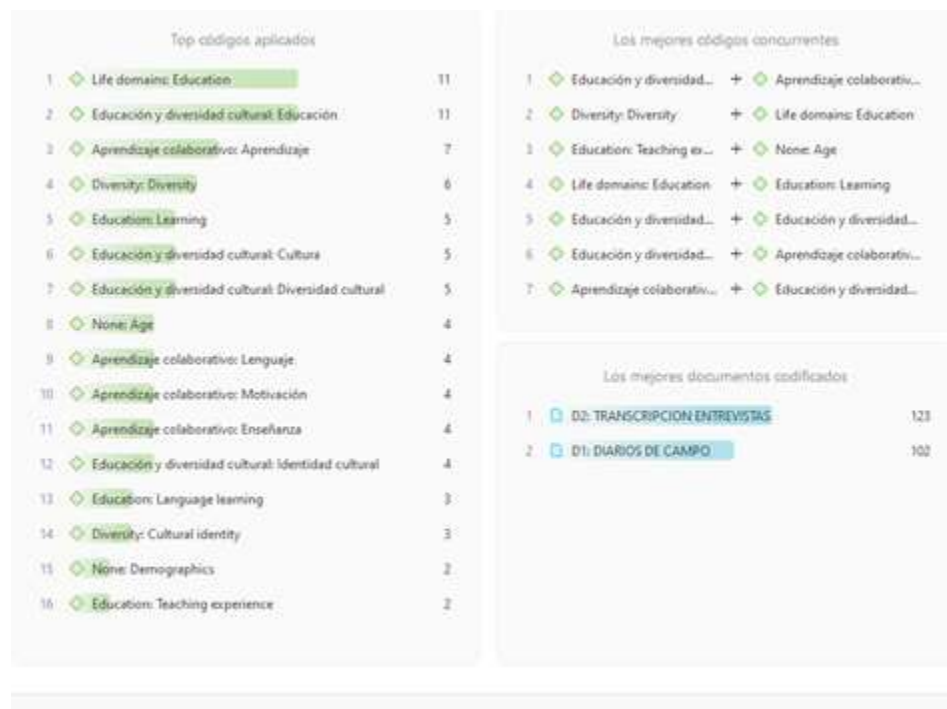 Top códigos aplicados
1 Life domains: Education 11
2 Educación y diversidad cultural: Educación 11
3 Aprendizaje colaborativo: Aprendizaje 7
4 Diversity: Diversity 6
5 Education: Learning 5
6 Educación y diversidad cultural: Cultura 5
7 Educación y diversidad cultural: Diversidad cultural 5
8 None: Age 4
9 Aprendizaje colaborativo: Lenguaje 4
10 Aprendizaje colaborativo: Motivación 4
11 Aprendizaje colaborativo: Enseñanza 4
12 Educación y diversidad cultural: Identidad cultural 4
13 Education: Language learning 3
14 Diversity: Cultural identity 3
15 None: Demographics 2
16 Education: Teaching experience 2
Los mejores códigos concurrentes
1 Educación y diversidad... + Aprendizaje colaborativ...
2 Diversity: Diversity + Life domains: Education
3 Education: Teaching ex... + None: Age
4 Life domains: Education + Education: Learning
5 Educación y diversidad... + Educación y diversidad...
6 Educación y diversidad... + Aprendizaje colaborativ...
7 Aprendizaje colaborativ... + Educación y diversidad...
Los mejores documentos codificados
1 D2: TRANSCRIPCION ENTREVISTAS 123
2 D1: DIARIOS DE CAMPO 102